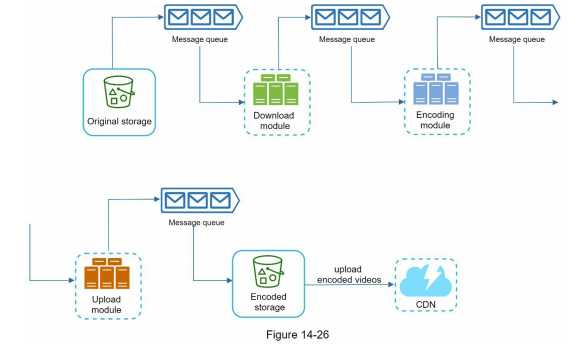 Message queue
Message queue
Message queue
Original storage
Download
module
Encoding
module
Message queue
Upload
module
Encoded
storage
upload
encoded videos
CDN
Figure 14-26